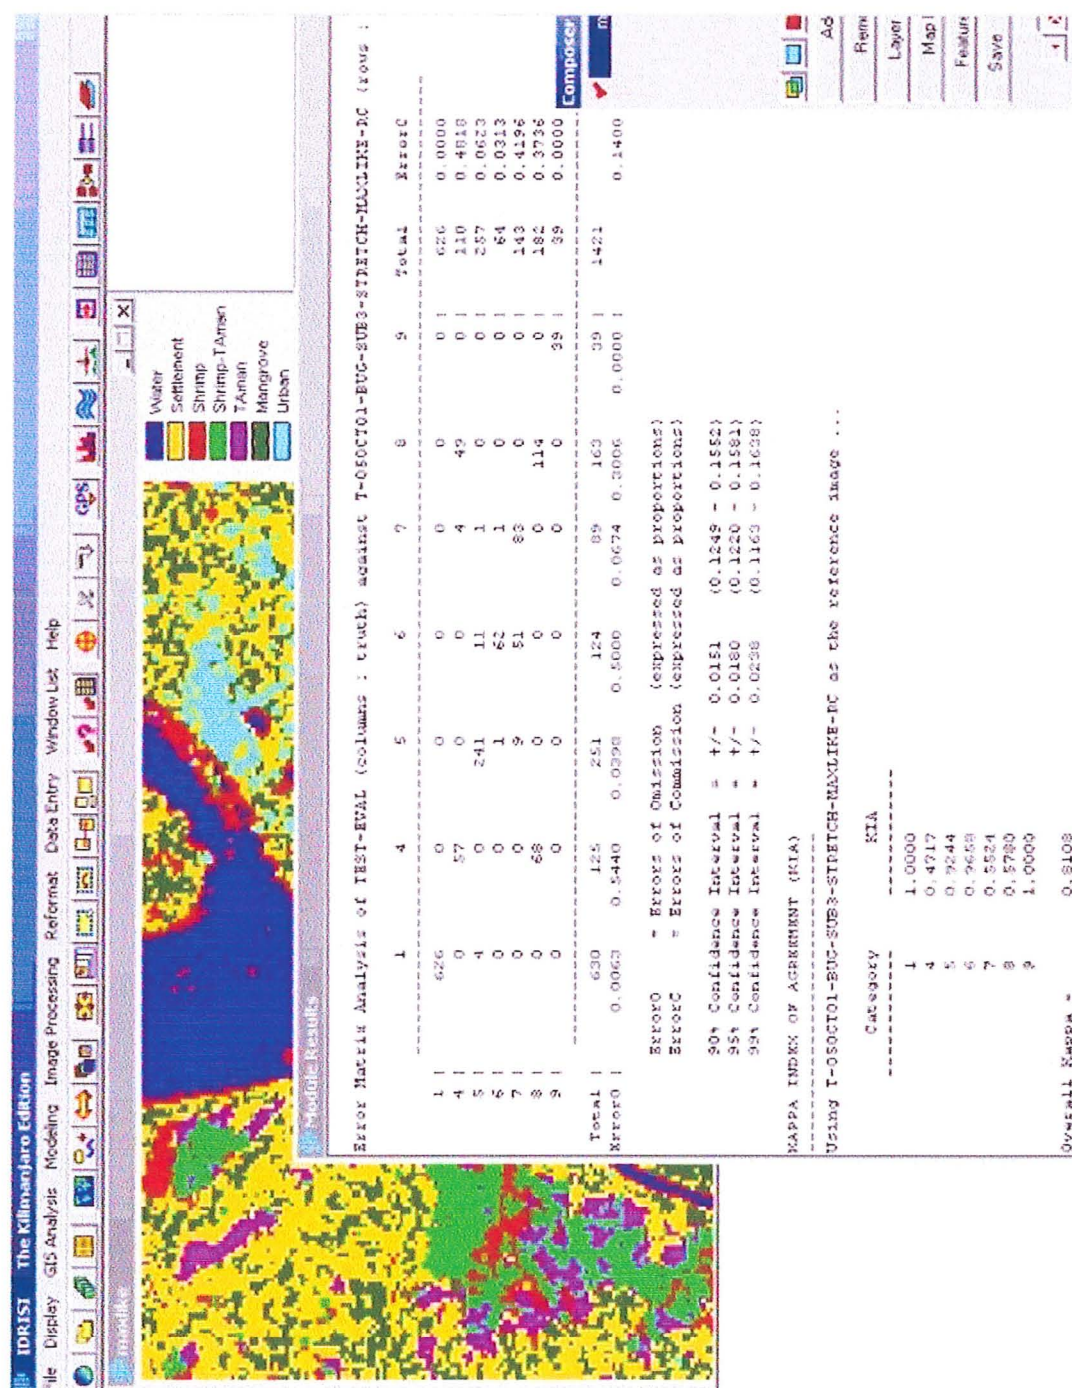 IDRISI The Kilimanjaro Edition
File Display GIS Analysis Modeling Image Processing Reformat Data Entry Window List Help
GPS
maxlike
Water
Settlement
Shrimp
Shrimp-TAman
TAman
Mangrove
Urban
Module Results
Error Matrix Analysis of TEST-EVAL (columns : truth) against T-05OCT01-BUG-SUB3-STRETCH-MAXLIKE-RC (rows :
1 4 5 6 7 8 9 Total ErrorC
1 | 626 0 0 0 0 0 0 | 626 0.0000
4 | 0 57 0 0 4 49 0 | 110 0.4818
5 | 4 0 241 11 1 0 0 | 257 0.0623
6 | 0 0 1 62 1 0 0 | 64 0.0313
7 | 0 0 9 51 83 0 0 | 143 0.4196
8 | 0 68 0 0 0 114 0 | 182 0.3736
9 | 0 0 0 0 0 0 39 | 39 0.0000
Total | 630 125 251 124 89 163 39 | 1421
ErrorO | 0.0063 0.5440 0.0398 0.5000 0.0674 0.3006 0.0000 | 0.1400
ErrorO = Errors of Omission (expressed as proportions)
ErrorC = Errors of Commission (expressed as proportions)
90% Confidence Interval = +/- 0.0151 (0.1249 - 0.1552)
95% Confidence Interval = +/- 0.0180 (0.1220 - 0.1581)
99% Confidence Interval = +/- 0.0238 (0.1163 - 0.1638)
KAPPA INDEX OF AGREEMENT (KIA)
Using T-05OCT01-BUG-SUB3-STRETCH-MAXLIKE-RC as the reference image ...
Category KIA
1 1.0000
4 0.4717
5 0.9244
6 0.9658
7 0.5524
8 0.5780
9 1.0000
Overall Kappa = 0.8108
Composer
m
Ad
Rem
Layer
Map
Feature
Save